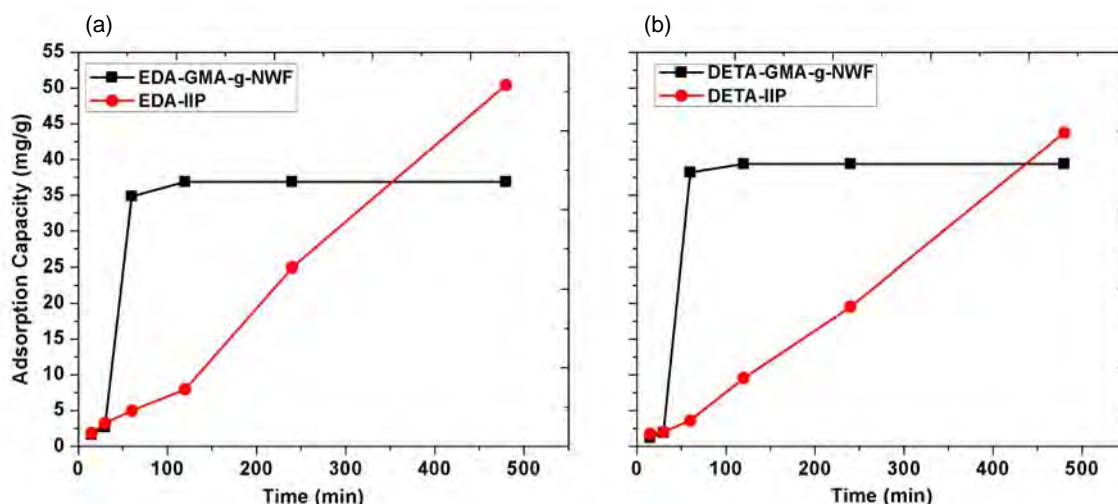 (a)
(b)
EDA-GMA-g-NWF
EDA-IIP
DETA-GMA-g-NWF
DETA-IIP
Adsorption Capacity (mg/g)
55
50
45
40
35
30
25
20
15
10
5
0
0 100 200 300 400 500
0 100 200 300 400 500
Time (min)
Time (min)